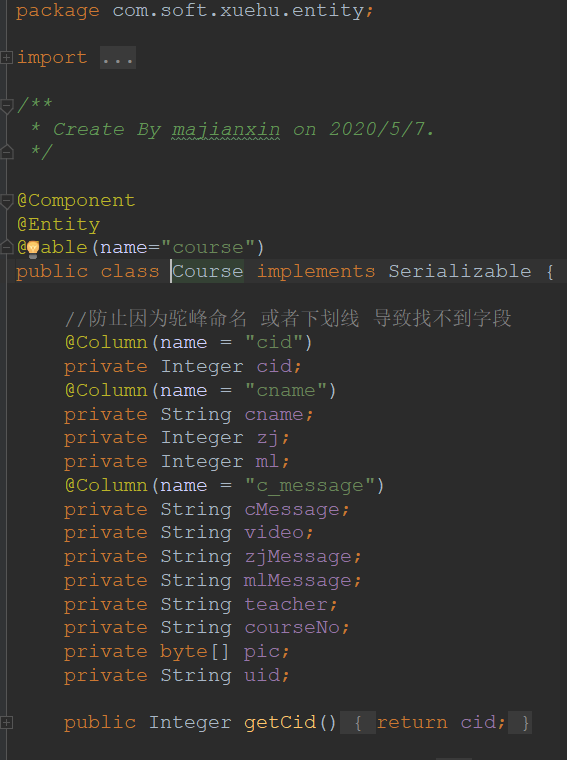 package com.soft.xuehu.entity;
import ...
/**
* Create By majianxin on 2020/5/7.
*/
@Component
@Entity
@able(name="course")
public class Course implements Serializable {
//防止因为驼峰命名 或者下划线 导致找不到字段
@Column(name = "cid")
private Integer cid;
@Column(name = "cname")
private String cname;
private Integer zj;
private Integer ml;
@Column(name = "c_message")
private String cMessage;
private String video;
private String zjMessage;
private String mlMessage;
private String teacher;
private String courseNo;
private byte[] pic;
private String uid;
public Integer getCid() { return cid; }